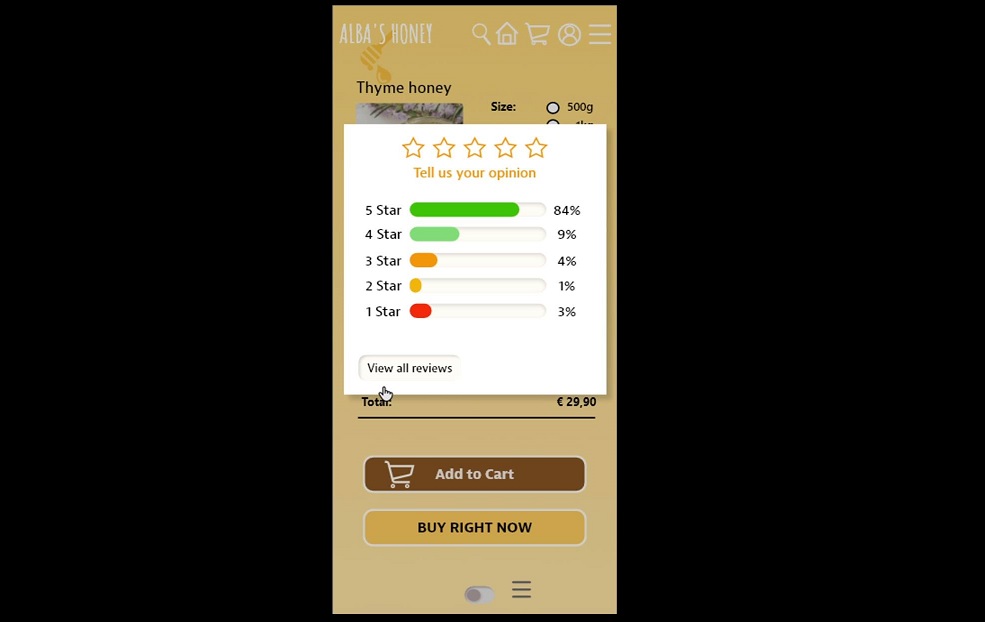 ALBA'S HONEY
Thyme honey
Size: 500g
Tell us your opinion
5 Star 84%
4 Star 9%
3 Star 4%
2 Star 1%
1 Star 3%
View all reviews
Total: € 29,90
Add to Cart
BUY RIGHT NOW